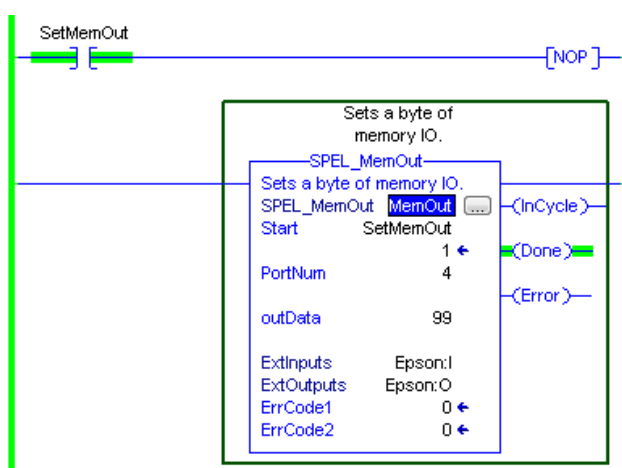 SetMemOut
NOP
Sets a byte of
memory IO.
SPEL_MemOut
Sets a byte of memory IO.
SPEL_MemOut MemOut ... InCycle
Start SetMemOut
1 Done
PortNum 4
Error
outData 99
ExtInputs Epson:I
ExtOutputs Epson:O
ErrCode1 0
ErrCode2 0